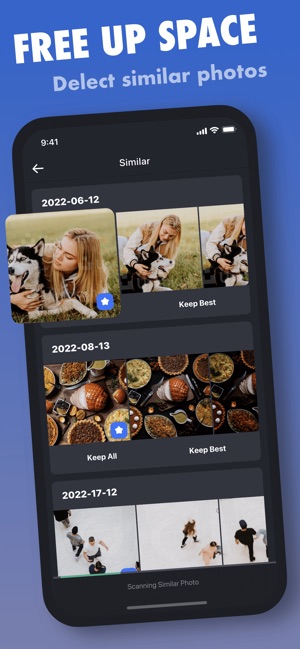 FREE UP SPACE
Delect similar photos
9:41
Similar
2022-06-12
Keep Best
2022-08-13
Keep All
Keep Best
2022-17-12
Scanning Similar Photo